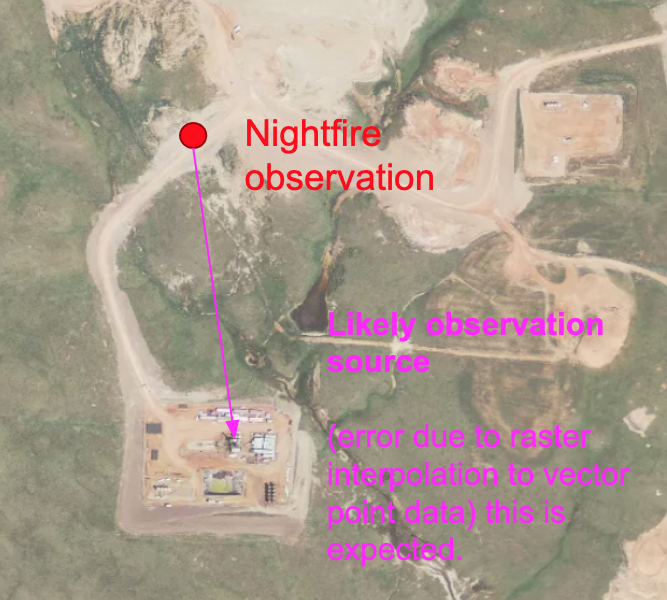 Nightfire
observation
Likely observation
source
(error due to raster
interpolation to vector
point data) this is
expected.